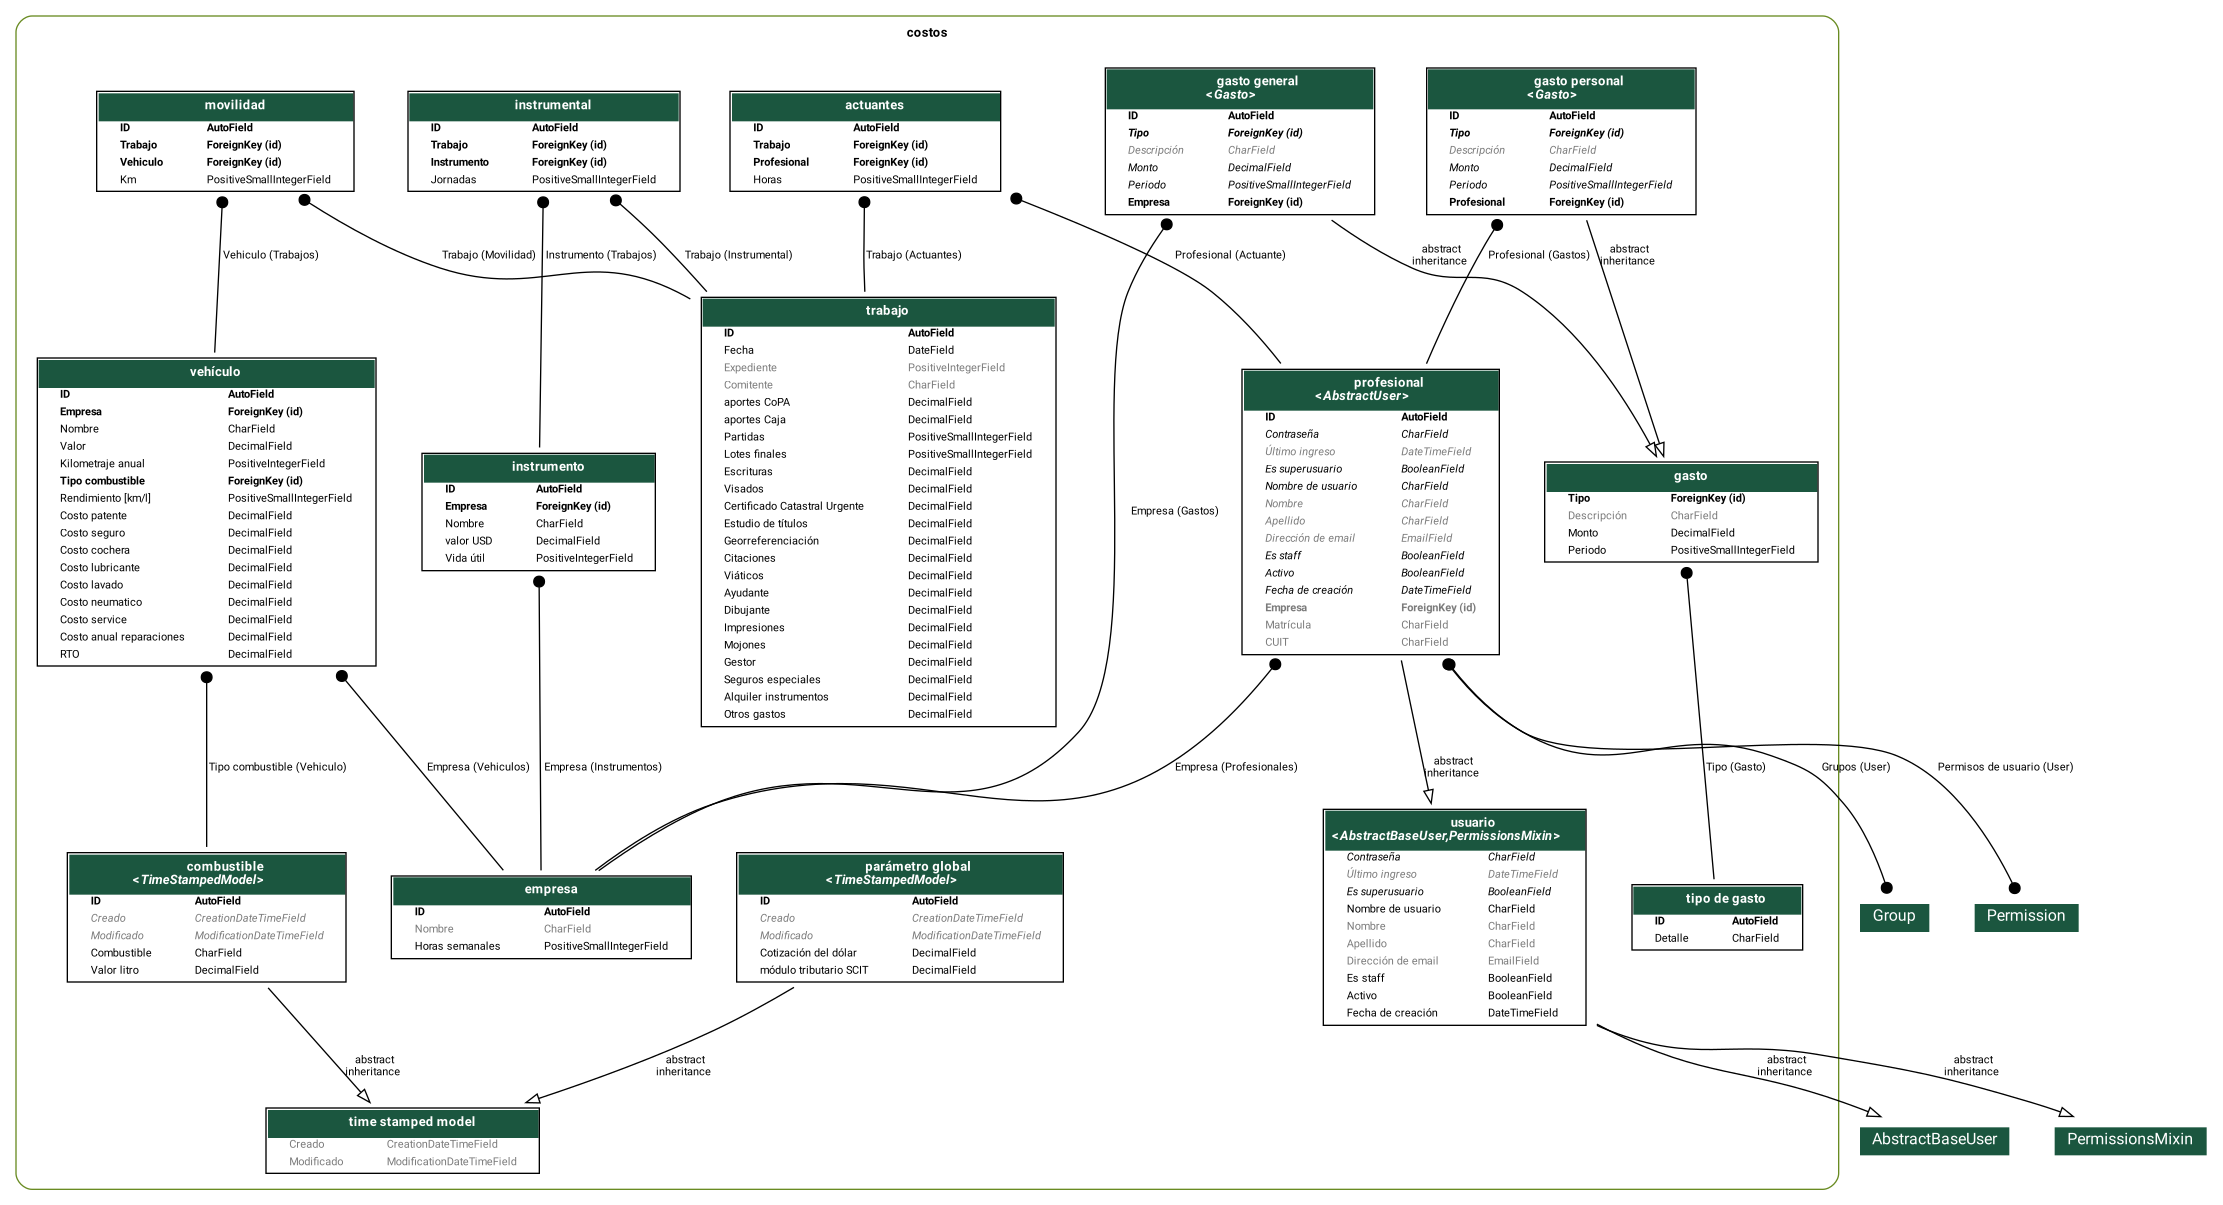 costos
movilidad
ID AutoField
Trabajo ForeignKey (id)
Vehiculo ForeignKey (id)
Km PositiveSmallIntegerField
instrumental
ID AutoField
Trabajo ForeignKey (id)
Instrumento ForeignKey (id)
Jornadas PositiveSmallIntegerField
actuantes
ID AutoField
Trabajo ForeignKey (id)
Profesional ForeignKey (id)
Horas PositiveSmallIntegerField
gasto general
<Gasto>
ID AutoField
Tipo ForeignKey (id)
Descripción CharField
Monto DecimalField
Periodo PositiveSmallIntegerField
Empresa ForeignKey (id)
gasto personal
<Gasto>
ID AutoField
Tipo ForeignKey (id)
Descripción CharField
Monto DecimalField
Periodo PositiveSmallIntegerField
Profesional ForeignKey (id)
Vehiculo (Trabajos)
Trabajo (Movilidad)
Instrumento (Trabajos)
Trabajo (Instrumental)
Trabajo (Actuantes)
Profesional (Actuante)
abstract
inheritance
Profesional (Gastos)
abstract
inheritance
vehículo
ID AutoField
Empresa ForeignKey (id)
Nombre CharField
Valor DecimalField
Kilometraje anual PositiveIntegerField
Tipo combustible ForeignKey (id)
Rendimiento [km/l] PositiveSmallIntegerField
Costo patente DecimalField
Costo seguro DecimalField
Costo cochera DecimalField
Costo lubricante DecimalField
Costo lavado DecimalField
Costo neumatico DecimalField
Costo service DecimalField
Costo anual reparaciones DecimalField
RTO DecimalField
instrumento
ID AutoField
Empresa ForeignKey (id)
Nombre CharField
valor USD DecimalField
Vida útil PositiveIntegerField
trabajo
ID AutoField
Fecha DateField
Expediente PositiveIntegerField
Comitente CharField
aportes CoPA DecimalField
aportes Caja DecimalField
Partidas PositiveSmallIntegerField
Lotes finales PositiveSmallIntegerField
Escrituras DecimalField
Visados DecimalField
Certificado Catastral Urgente DecimalField
Estudio de títulos DecimalField
Georreferenciación DecimalField
Citaciones DecimalField
Viáticos DecimalField
Ayudante DecimalField
Dibujante DecimalField
Impresiones DecimalField
Mojones DecimalField
Gestor DecimalField
Seguros especiales DecimalField
Alquiler instrumentos DecimalField
Otros gastos DecimalField
Empresa (Gastos)
profesional
<AbstractUser>
ID AutoField
Contraseña CharField
Último ingreso DateTimeField
Es superusuario BooleanField
Nombre de usuario CharField
Nombre CharField
Apellido CharField
Dirección de email EmailField
Es staff BooleanField
Activo BooleanField
Fecha de creación DateTimeField
Empresa ForeignKey (id)
Matrícula CharField
CUIT CharField
gasto
Tipo ForeignKey (id)
Descripción CharField
Monto DecimalField
Periodo PositiveSmallIntegerField
Tipo combustible (Vehiculo)
Empresa (Vehiculos)
Empresa (Instrumentos)
Empresa (Profesionales)
abstract
inheritance
Tipo (Gasto)
Grupos (User)
Permisos de usuario (User)
combustible
<TimeStampedModel>
ID AutoField
Creado CreationDateTimeField
Modificado ModificationDateTimeField
Combustible CharField
Valor litro DecimalField
empresa
ID AutoField
Nombre CharField
Horas semanales PositiveSmallIntegerField
parámetro global
<TimeStampedModel>
ID AutoField
Creado CreationDateTimeField
Modificado ModificationDateTimeField
Cotización del dólar DecimalField
módulo tributario SCIT DecimalField
usuario
<AbstractBaseUser,PermissionsMixin>
Contraseña CharField
Último ingreso DateTimeField
Es superusuario BooleanField
Nombre de usuario CharField
Nombre CharField
Apellido CharField
Dirección de email EmailField
Es staff BooleanField
Activo BooleanField
Fecha de creación DateTimeField
tipo de gasto
ID AutoField
Detalle CharField
Group
Permission
abstract
inheritance
abstract
inheritance
abstract
inheritance
abstract
inheritance
time stamped model
Creado CreationDateTimeField
Modificado ModificationDateTimeField
AbstractBaseUser
PermissionsMixin